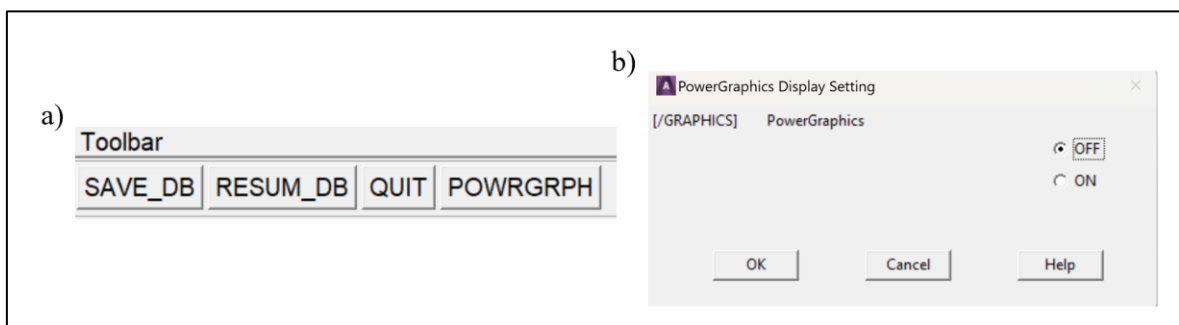 a)
Toolbar
SAVE_DB RESUM_DB QUIT POWRGRPH
b)
PowerGraphics Display Setting
[/GRAPHICS] PowerGraphics
OFF
ON
OK Cancel Help